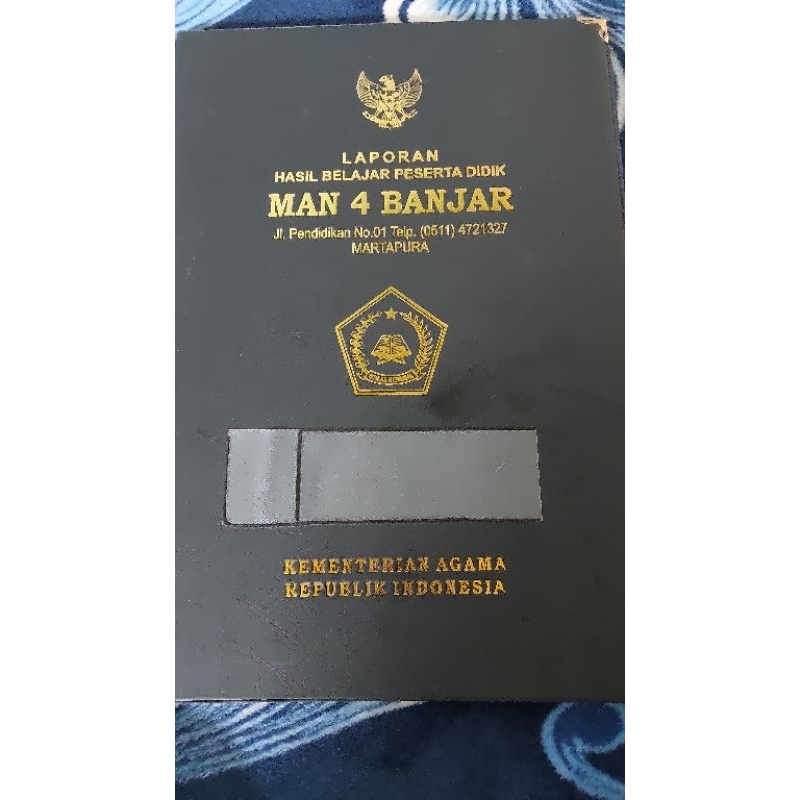 LAPORAN
HASIL BELAJAR PESERTA DIDIK
MAN 4 BANJAR
Jl. Pendidikan No.01 Telp. (0511) 4721327
MARTAPURA
KEMENTERIAN AGAMA
REPUBLIK INDONESIA